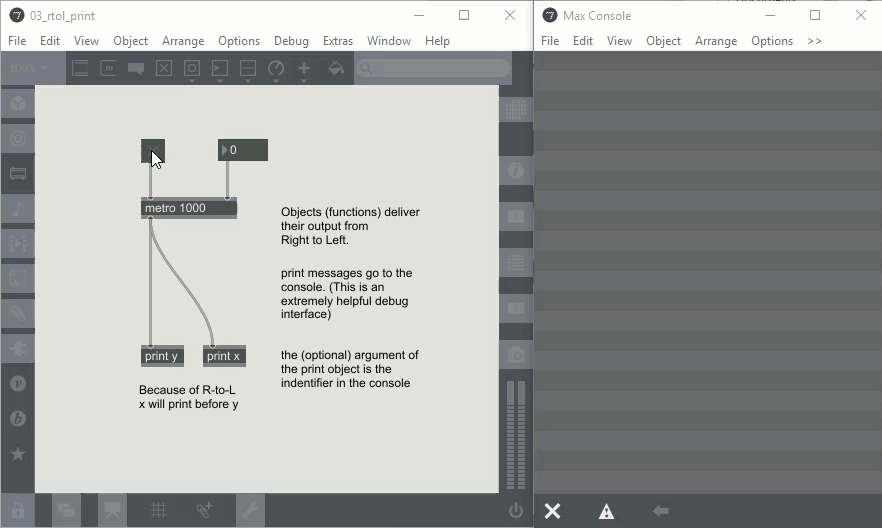 03_rtol_print
File Edit View Object Arrange Options Debug Extras Window Help
100%
0
metro 1000
Objects (functions) deliver
their output from
Right to Left.
print messages go to the
console. (This is an
extremely helpful debug
interface)
print y
print x
the (optional) argument of
the print object is the
indentifier in the console
Because of R-to-L
x will print before y
Max Console
File Edit View Object Arrange Options >>